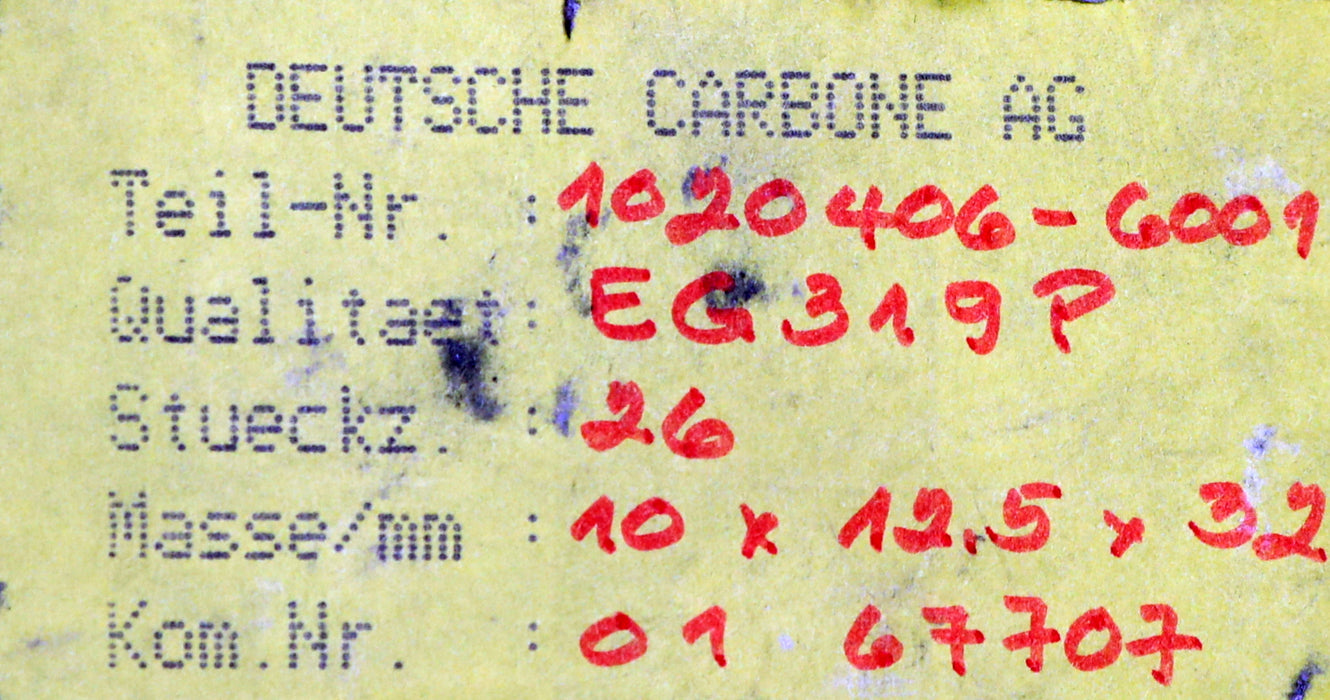 DEUTSCHE CARBONE AG
Teil-Nr. : 1020406-6001
Qualitaet: EG319P
Stueckz. : 26
Masse/mm : 10 x 12,5 x 32
Kom.Nr. : 01 67707